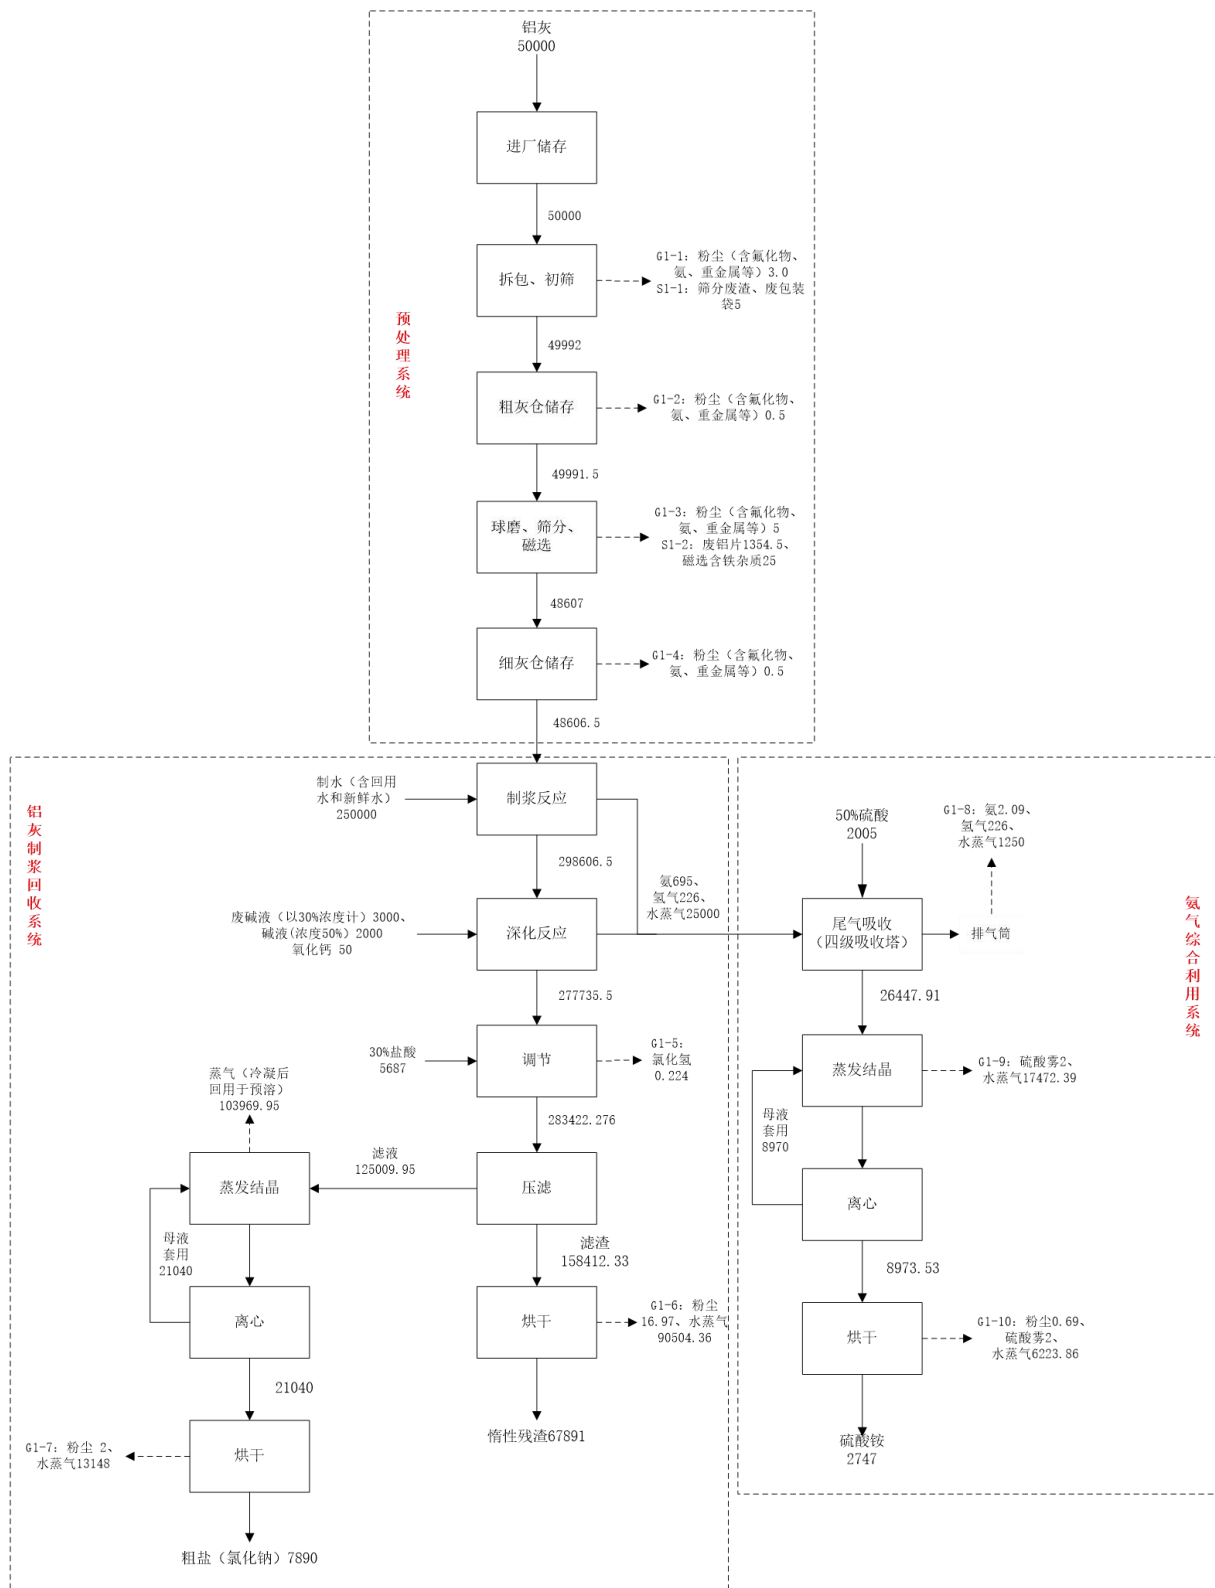 铝灰
50000
进厂储存
50000
拆包、初筛
G1-1: 粉尘（含氟化物、
氨、重金属等）3.0
S1-1: 筛分废渣、废包装
袋5
预处理系统
49992
粗灰仓储存
G1-2: 粉尘（含氟化物、
氨、重金属等）0.5
49991.5
球磨、筛分、
磁选
G1-3: 粉尘（含氟化物、
氨、重金属等）5
S1-2: 废铝片1354.5、
磁选含铁杂质25
48607
细灰仓储存
G1-4: 粉尘（含氟化物、
氨、重金属等）0.5
48606.5
铝灰制浆回收系统
制水（含回用
水和新鲜水）
250000
制浆反应
298606.5
废碱液（以30%浓度计）3000、
碱液(浓度50%) 2000
氧化钙 50
深化反应
氨695、
氢气226、
水蒸气25000
277735.5
30%盐酸
5687
调节
G1-5:
氯化氢
0.224
283422.276
压滤
滤液
125009.95
滤渣
158412.33
烘干
G1-6: 粉尘
16.97、水蒸气
90504.36
惰性残渣67891
蒸气（冷凝后
回用于预溶）
103969.95
蒸发结晶
母液
套用
21040
离心
21040
烘干
G1-7: 粉尘 2、
水蒸气13148
粗盐（氯化钠）7890
氨气综合利用系统
50%硫酸
2005
G1-8: 氨2.09、
氢气226、
水蒸气1250
尾气吸收
（四级吸收塔）
排气筒
26447.91
蒸发结晶
G1-9: 硫酸雾2、
水蒸气17472.39
母液
套用
8970
离心
8973.53
烘干
G1-10: 粉尘0.69、
硫酸雾2、
水蒸气6223.86
硫酸铵
2747